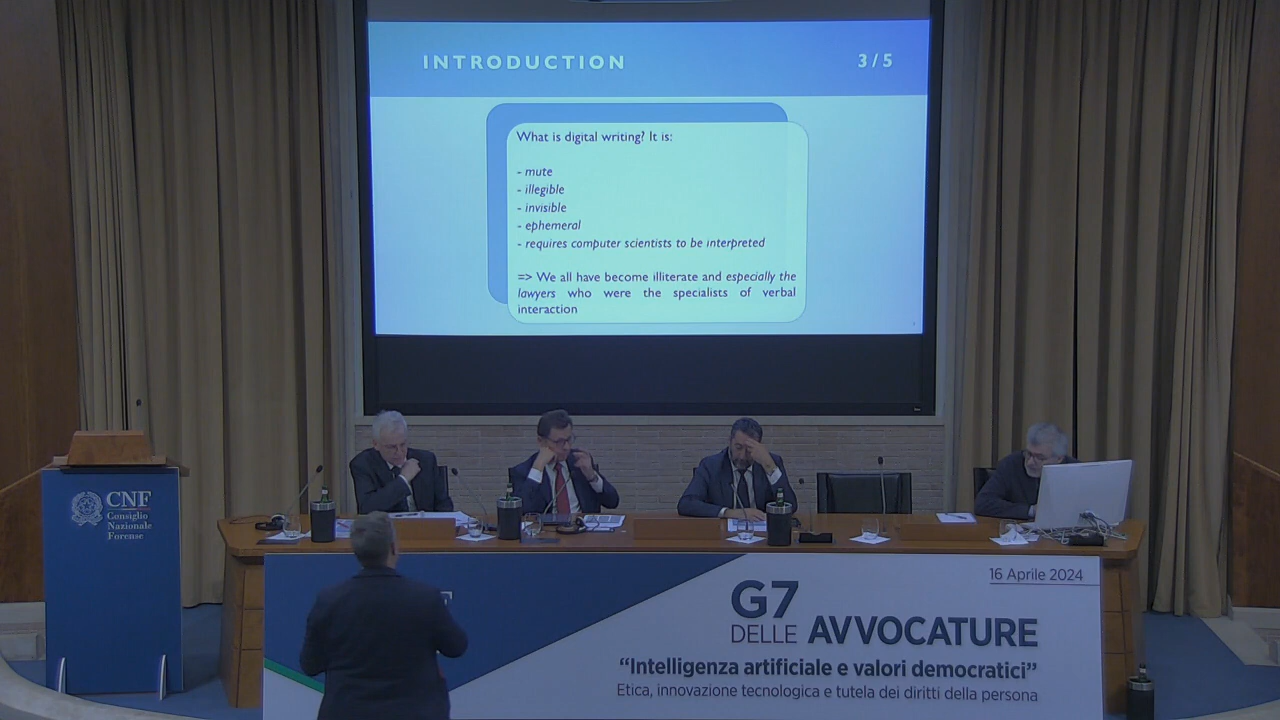 INTRODUCTION
3/5
What is digital writing? It is:
- mute
- illegible
- invisible
- ephemeral
- requires computer scientists to be interpreted
=> We all have become illiterate and especially the
lawyers who were the specialists of verbal
interaction
CNF
Consiglio
Nazionale
Forense
16 Aprile 2024
G7
DELLE AVVOCATURE
“Intelligenza artificiale e valori democratici”
Etica, innovazione tecnologica e tutela dei diritti della persona